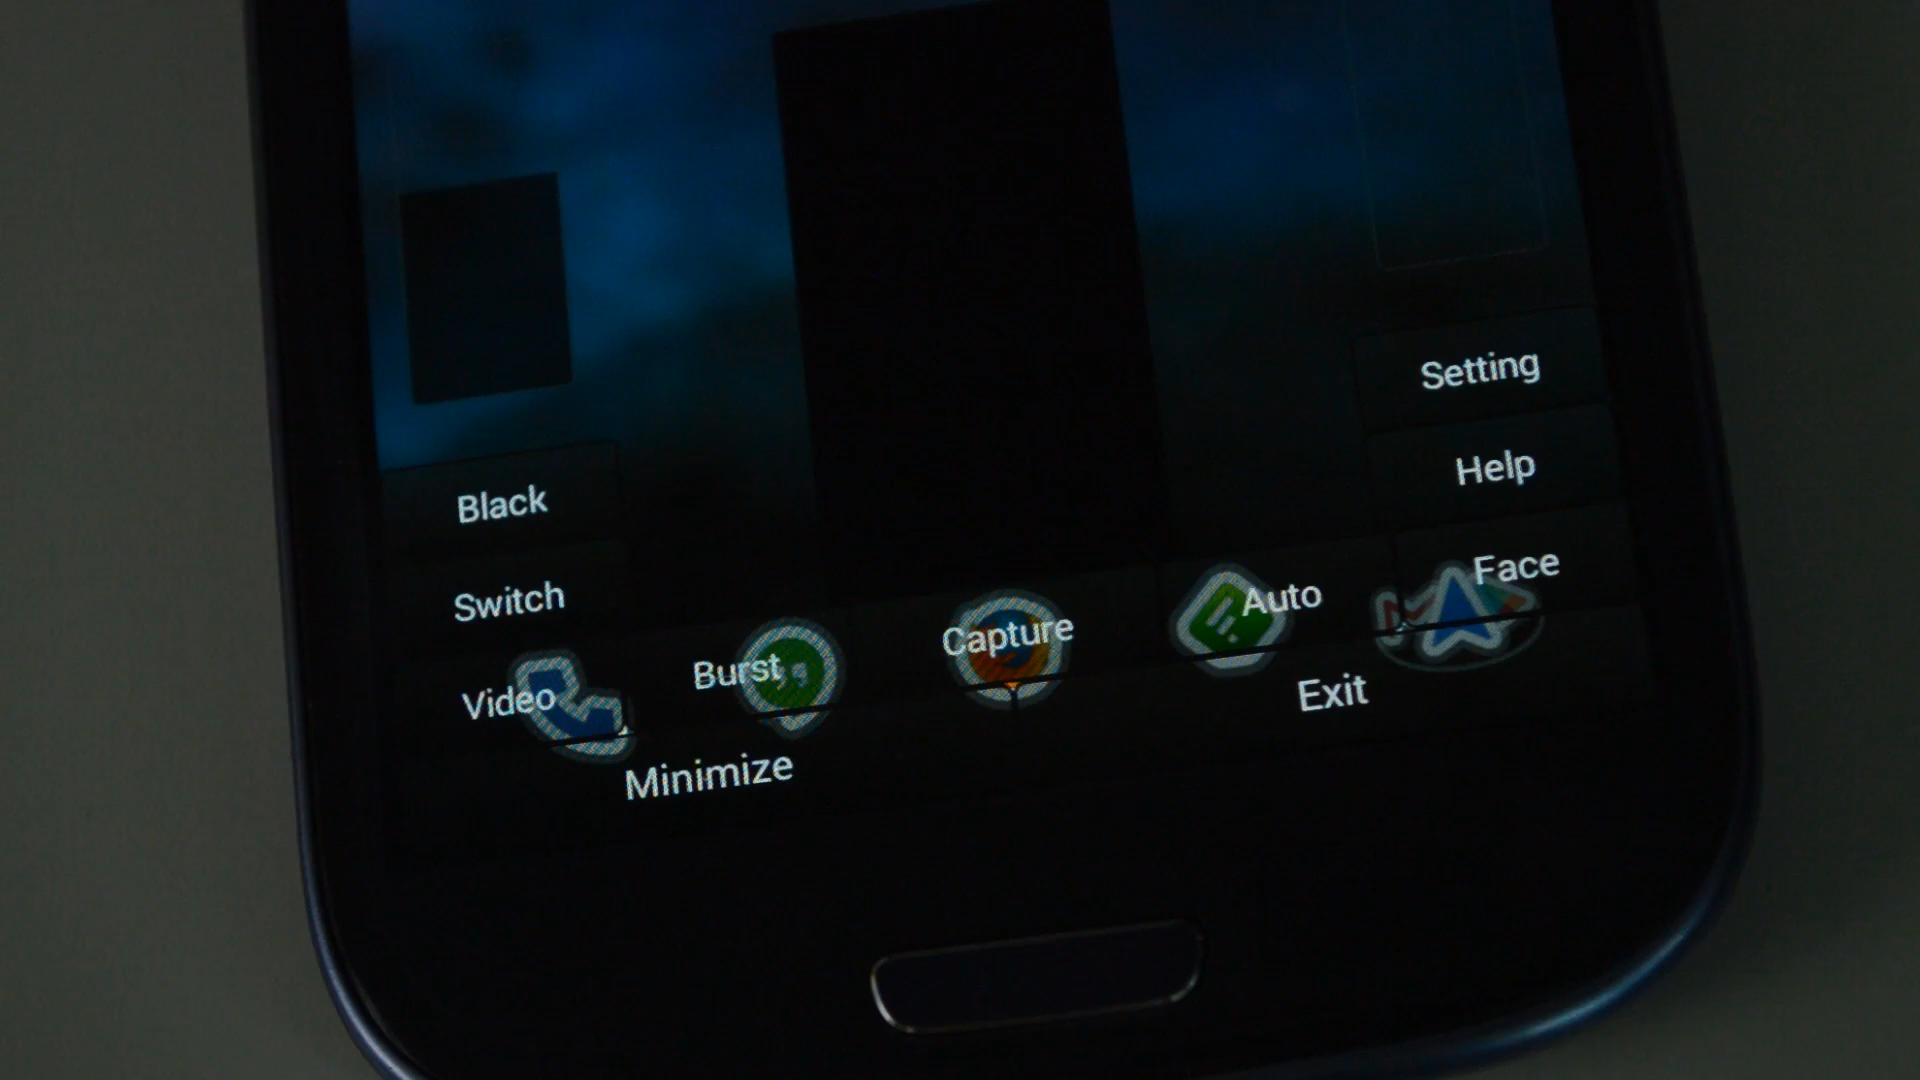 Setting
Help
Black
Face
Switch
Auto
Capture
Burst
Video
Exit
Minimize